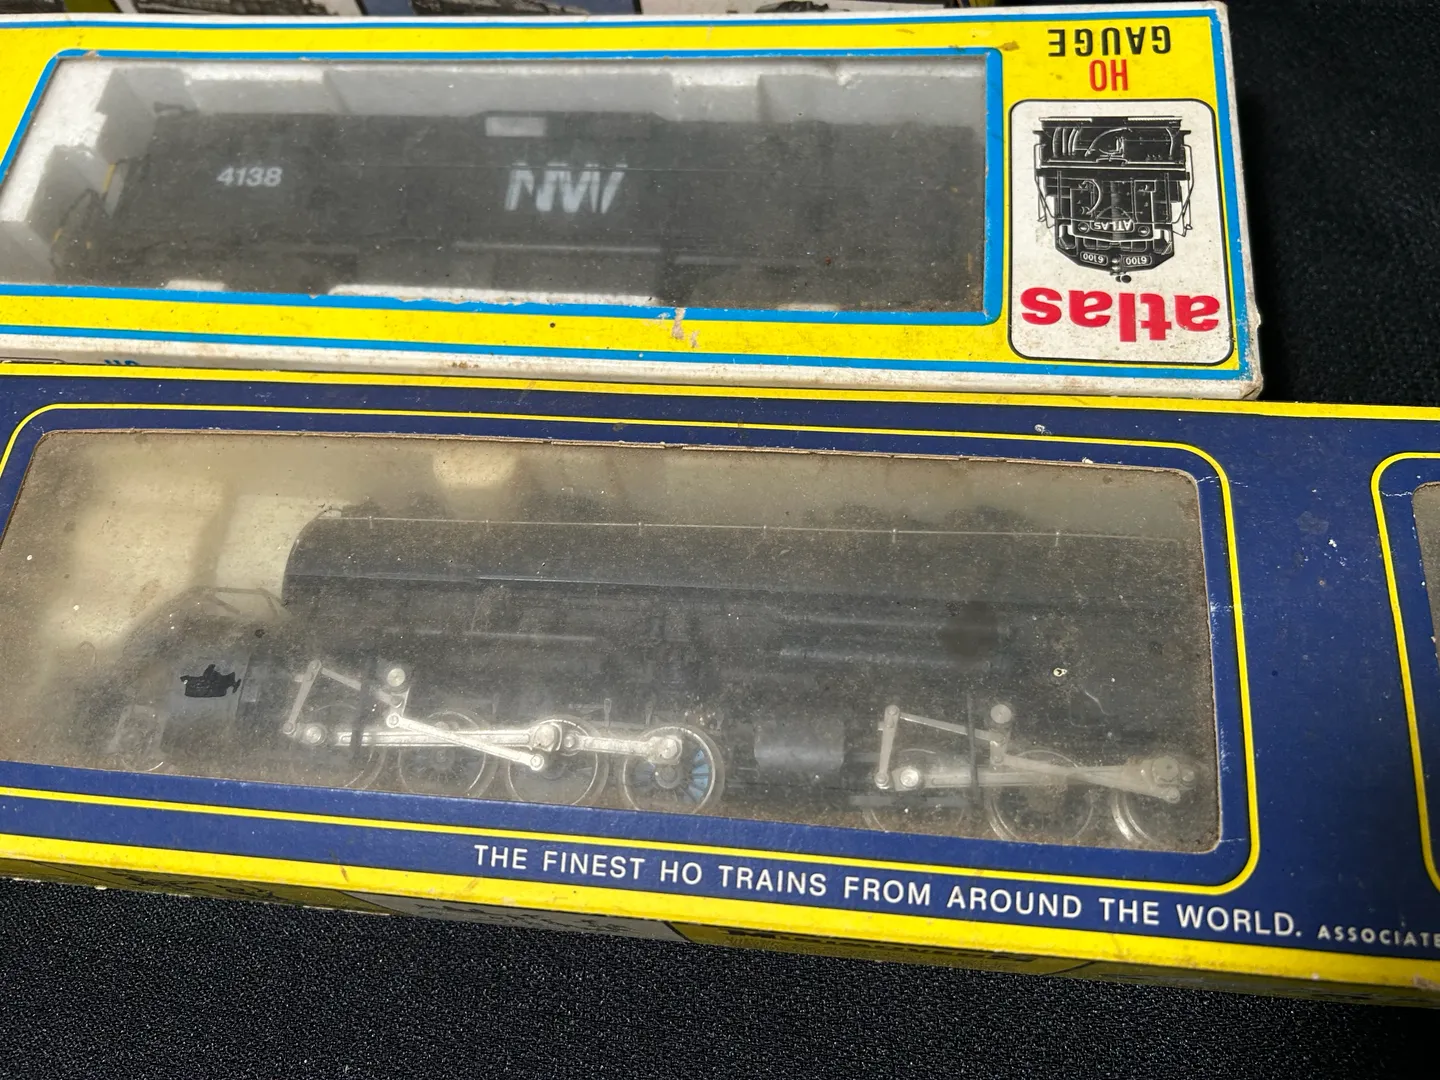 HO
GAUGE
ATLAS
6100 6100
atlas
4138
NW
THE FINEST HO TRAINS FROM AROUND THE WORLD. ASSOCIATE